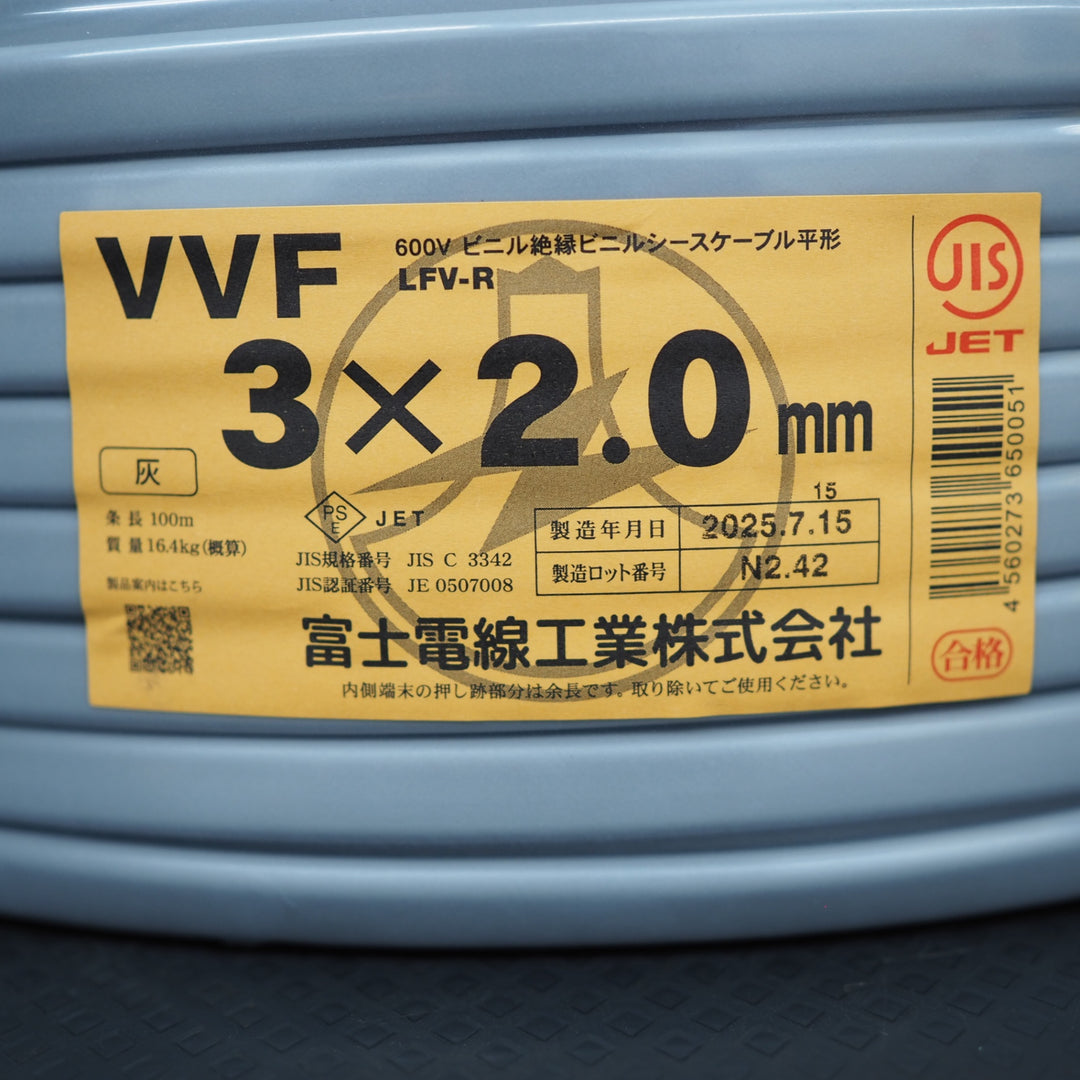 VVF
600V ビニル絶縁ビニルシースケーブル平形
LFV-R
3×2.0mm
灰
条長 100m
質量16.4kg(概算)
製品案内はこちら
PS
E
JET
JIS規格番号 JIS C 3342
JIS認証番号 JE 0507008
15
製造年月日 2025.7.15
製造ロット番号 N2.42
富士電線工業株式会社
内側端末の押し跡部分は余長です。取り除いてご使用ください。
JIS
JET
4 560273 650051
合格